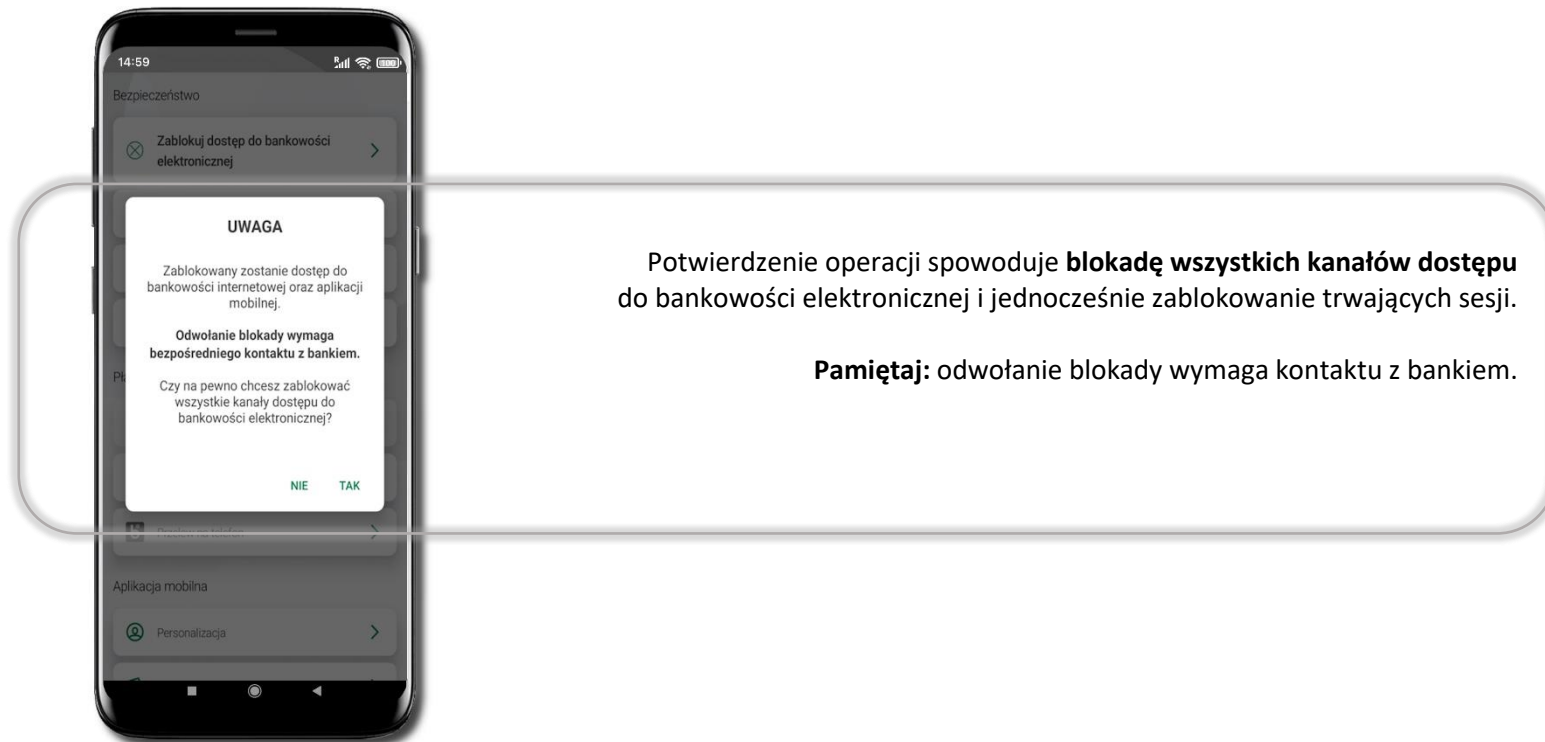 14:59
Bezpieczeństwo
Zablokuj dostęp do bankowości
elektronicznej
UWAGA
Zablokowany zostanie dostęp do
bankowości internetowej oraz aplikacji
mobilnej.
Odwołanie blokady wymaga
bezpośredniego kontaktu z bankiem.
Czy na pewno chcesz zablokować
wszystkie kanały dostępu do
bankowości elektronicznej?
NIE TAK
Przelew na telefon
Aplikacja mobilna
Personalizacja
Potwierdzenie operacji spowoduje blokadę wszystkich kanałów dostępu
do bankowości elektronicznej i jednocześnie zablokowanie trwających sesji.
Pamiętaj: odwołanie blokady wymaga kontaktu z bankiem.